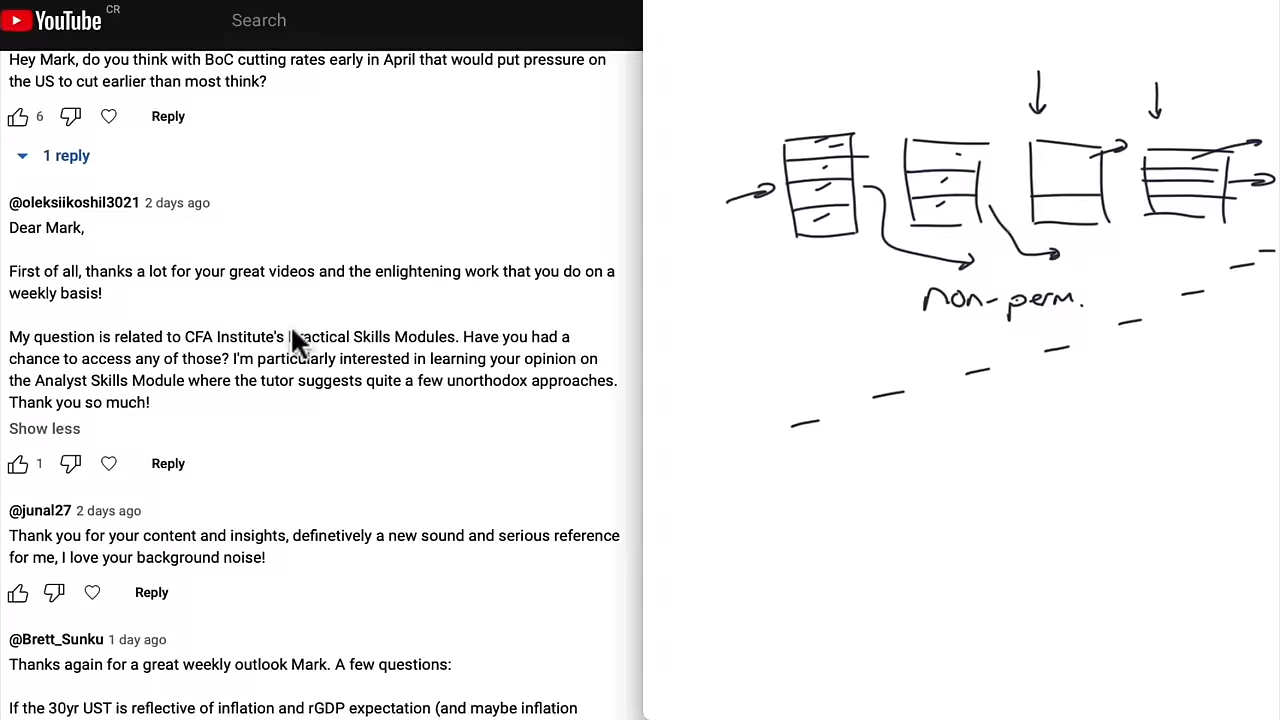 YouTube CR
Search
Hey Mark, do you think with BoC cutting rates early in April that would put pressure on
the US to cut earlier than most think?
6
Reply
1 reply
@oleksiikoshil3021 2 days ago
Dear Mark,
First of all, thanks a lot for your great videos and the enlightening work that you do on a
weekly basis!
My question is related to CFA Institute's Practical Skills Modules. Have you had a
chance to access any of those? I'm particularly interested in learning your opinion on
the Analyst Skills Module where the tutor suggests quite a few unorthodox approaches.
Thank you so much!
Show less
1
Reply
@junal27 2 days ago
Thank you for your content and insights, definetively a new sound and serious reference
for me, I love your background noise!
Reply
@Brett_Sunku 1 day ago
Thanks again for a great weekly outlook Mark. A few questions:
If the 30yr UST is reflective of inflation and rGDP expectation (and maybe inflation
non-perm.